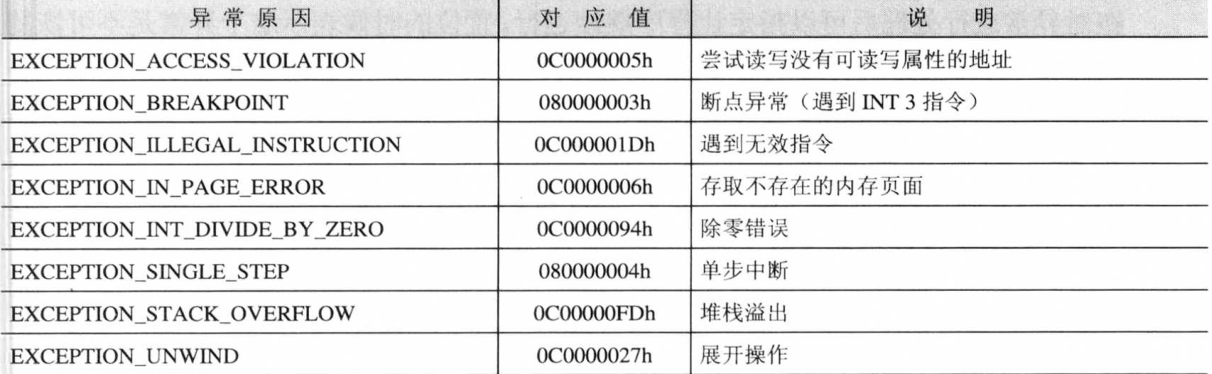 异常原因 对应值 说明
EXCEPTION_ACCESS_VIOLATION 0C0000005h 尝试读写没有可读写属性的地址
EXCEPTION_BREAKPOINT 080000003h 断点异常（遇到 INT 3 指令）
EXCEPTION_ILLEGAL_INSTRUCTION 0C000001Dh 遇到无效指令
EXCEPTION_IN_PAGE_ERROR 0C0000006h 存取不存在的内存页面
EXCEPTION_INT_DIVIDE_BY_ZERO 0C0000094h 除零错误
EXCEPTION_SINGLE_STEP 080000004h 单步中断
EXCEPTION_STACK_OVERFLOW 0C00000FDh 堆栈溢出
EXCEPTION_UNWIND 0C0000027h 展开操作